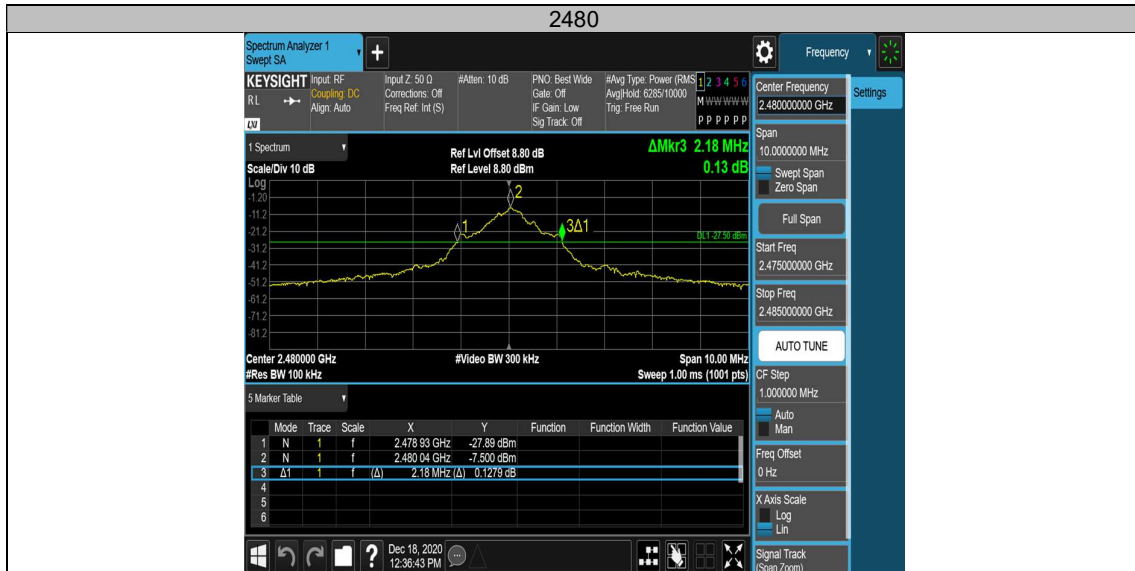 2480
Spectrum Analyzer 1
Swept SA
+
Frequency
KEYSIGHT
RL
LXI
Input: RF
Coupling: DC
Align: Auto
Input Z: 50 Ω
Corrections: Off
Freq Ref: Int (S)
#Atten: 10 dB
PNO: Best Wide
Gate: Off
IF Gain: Low
Sig Track: Off
#Avg Type: Power (RMS
Avg|Hold: 6285/10000
Trig: Free Run
1 2 3 4 5 6
M W W W W W
P P P P P P
Settings
Center Frequency
2.480000000 GHz
Span
10.0000000 MHz
Swept Span
Zero Span
Full Span
Start Freq
2.475000000 GHz
Stop Freq
2.485000000 GHz
AUTO TUNE
CF Step
1.000000 MHz
Auto
Man
Freq Offset
0 Hz
X Axis Scale
Log
Lin
Signal Track
(Span Zoom)
1 Spectrum
Scale/Div 10 dB
Ref Lvl Offset 8.80 dB
Ref Level 8.80 dBm
ΔMkr3 2.18 MHz
0.13 dB
Log
-1.20
-11.2
-21.2
-31.2
-41.2
-51.2
-61.2
-71.2
-81.2
1
2
3Δ1
DL1 -27.50 dBm
Center 2.480000 GHz
#Res BW 100 kHz
#Video BW 300 kHz
Span 10.00 MHz
Sweep 1.00 ms (1001 pts)
5 Marker Table
Mode Trace Scale X Y Function Function Width Function Value
1 N 1 f 2.478 93 GHz -27.89 dBm
2 N 1 f 2.480 04 GHz -7.500 dBm
3 Δ1 1 f (Δ) 2.18 MHz (Δ) 0.1279 dB
4
5
6
?
Dec 18, 2020
12:36:43 PM